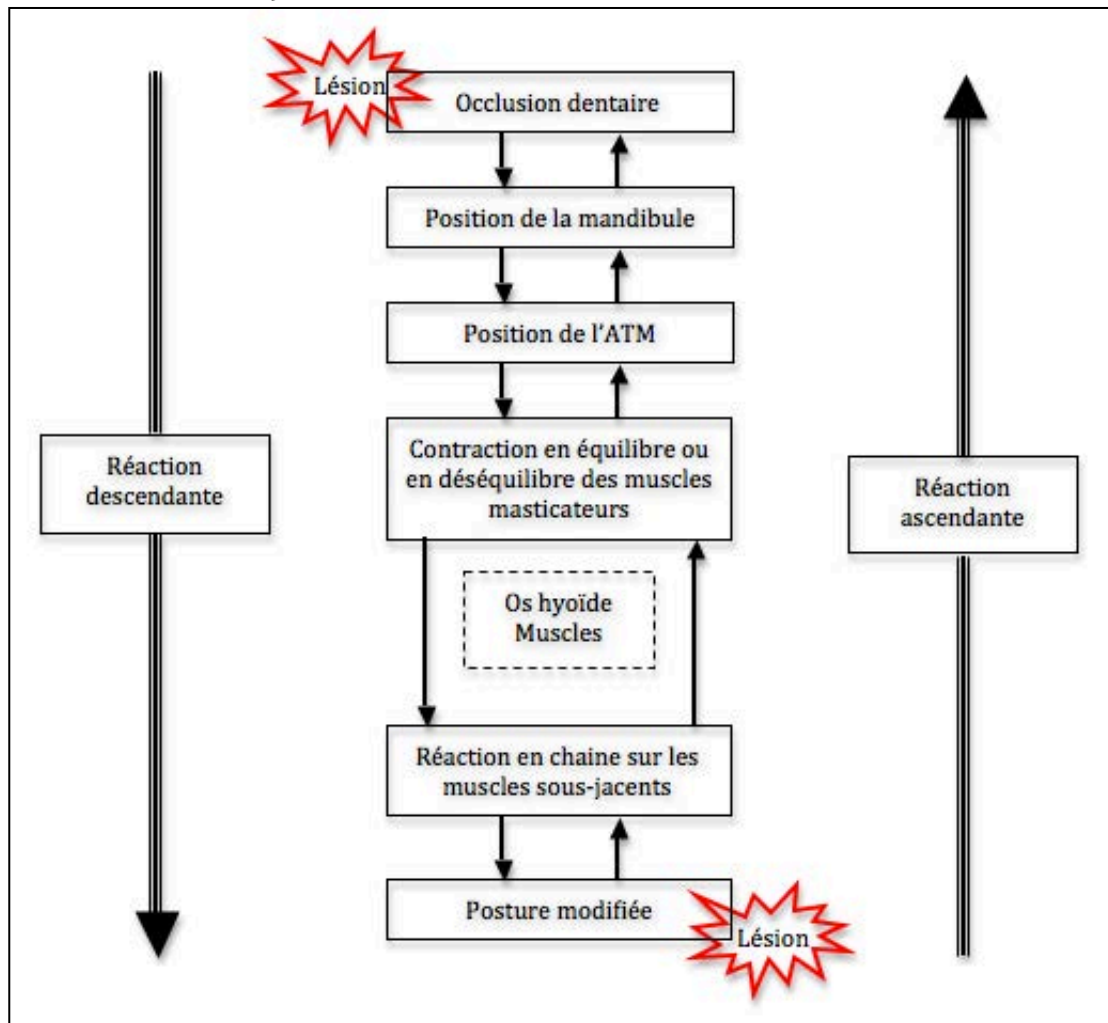 Lésion
Occlusion dentaire
Position de la mandibule
Position de l'ATM
Contraction en équilibre ou
en déséquilibre des muscles
masticateurs
Réaction
descendante
Réaction
ascendante
Os hyoïde
Muscles
Réaction en chaine sur les
muscles sous-jacents
Posture modifiée
Lésion